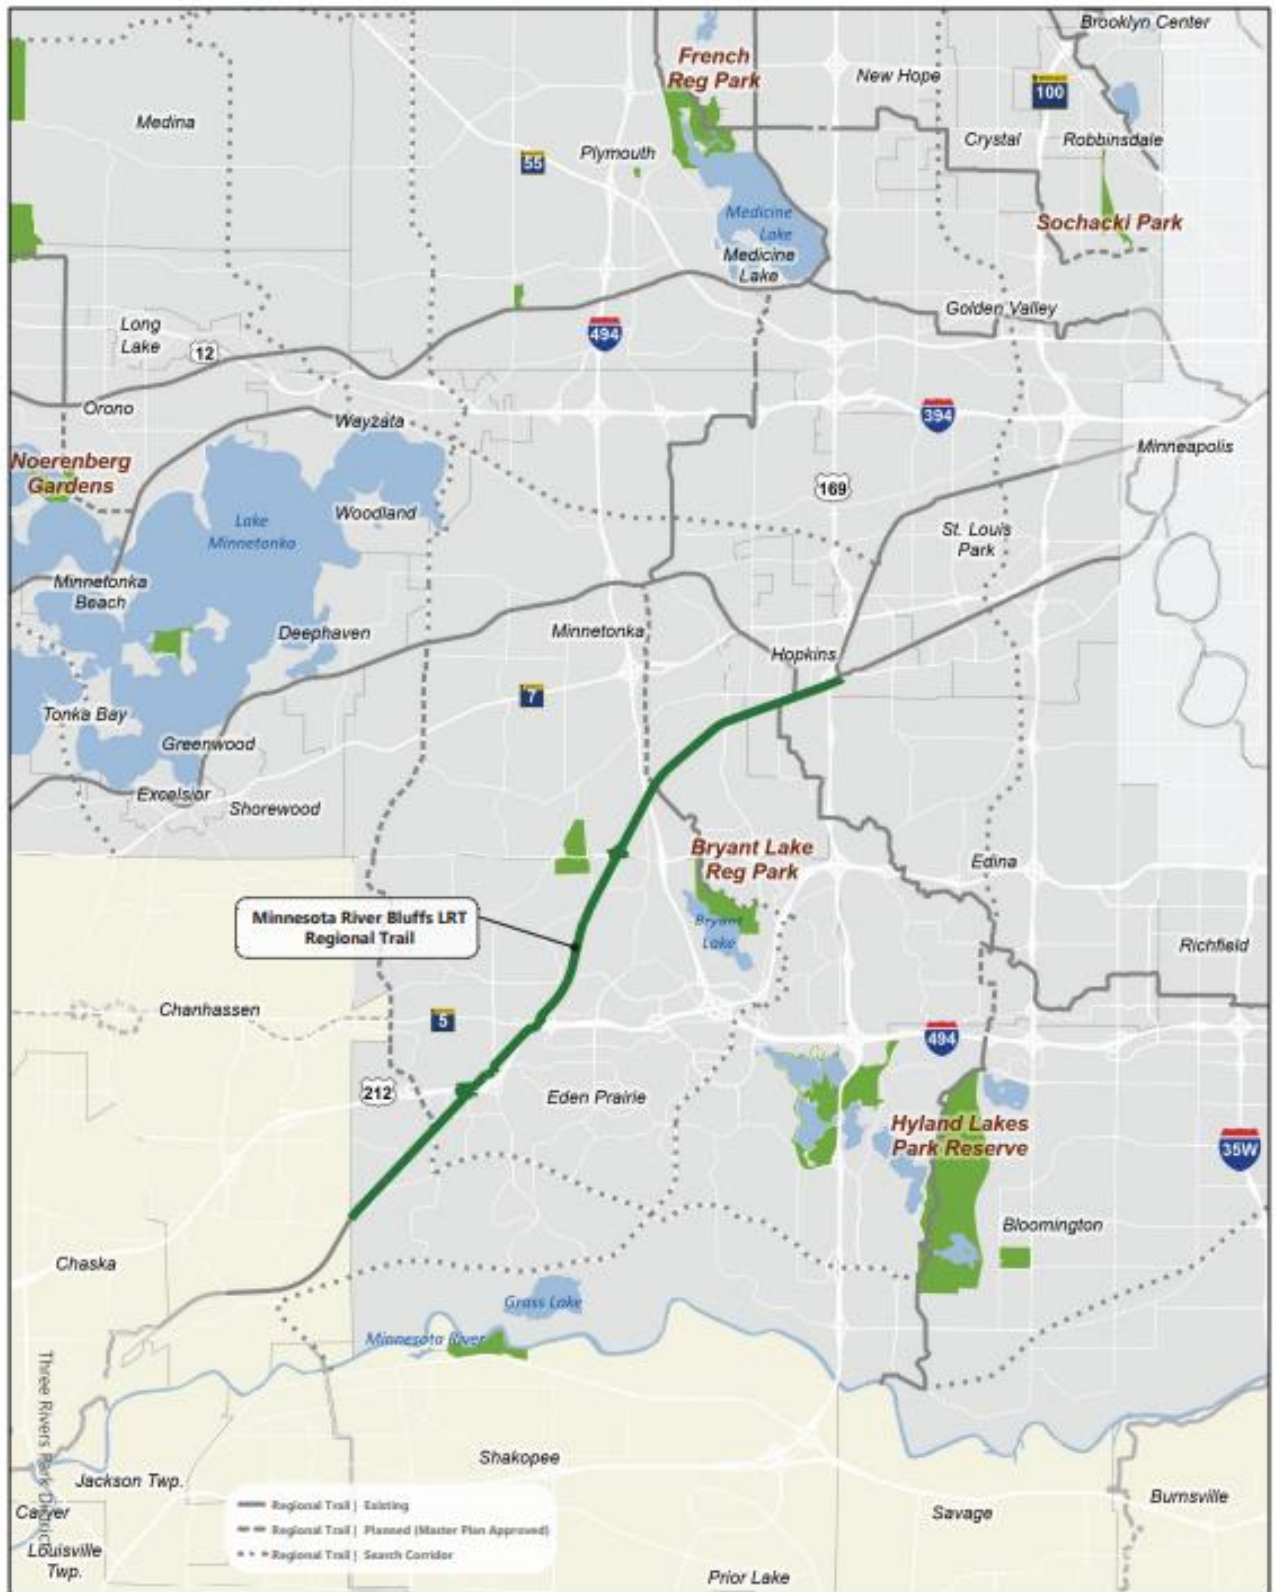 Brooklyn Center
French
Reg Park
New Hope
100
Medina
Crystal
Robbinsdale
55
Plymouth
Medicine
Lake
Sochacki Park
Medicine
Lake
Golden Valley
Long
Lake
12
494
Orono
Wayzata
394
Minneapolis
Noerenberg
Gardens
169
Woodland
Lake
Minnetonka
St. Louis
Park
Minnetonka
Beach
Deephaven
Minnetonka
Hopkins
7
Tonka Bay
Greenwood
Excelsior
Shorewood
Bryant Lake
Reg Park
Edina
Minnesota River Bluffs LRT
Regional Trail
Bryant
Lake
Richfield
Chanhassen
5
494
212
Eden Prairie
Hyland Lakes
Park Reserve
35W
Bloomington
Chaska
Grass Lake
Minnesota River
Three Rivers Park District
Shakopee
Jackson Twp.
Carver
Louisville
Twp.
Savage
Burnsville
Prior Lake
Regional Trail | Existing
Regional Trail | Planned (Master Plan Approved)
Regional Trail | Search Corridor